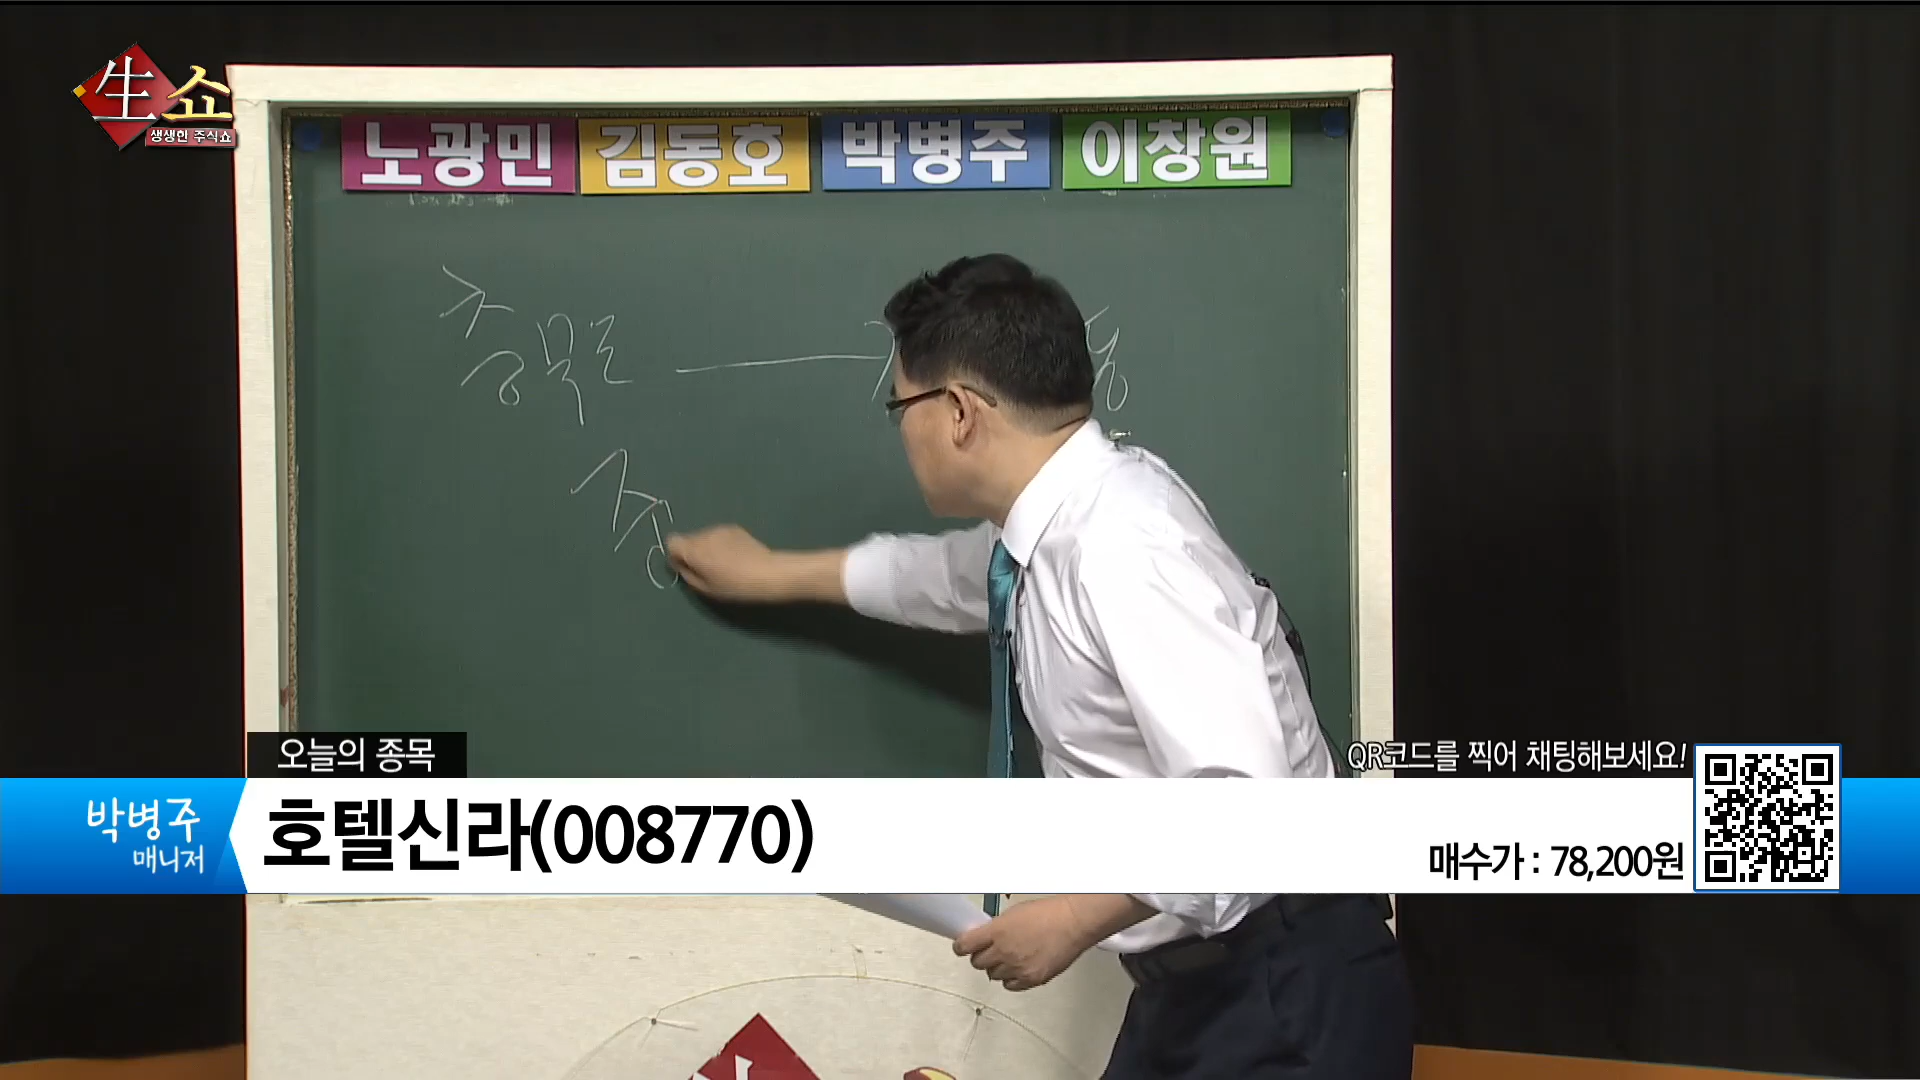 生쇼
생생한 주식쇼
노광민 김동호 박병주 이창원
오늘의 종목
QR코드를 찍어 채팅해보세요!
박병주
매니저
호텔신라(008770)
매수가 : 78,200원